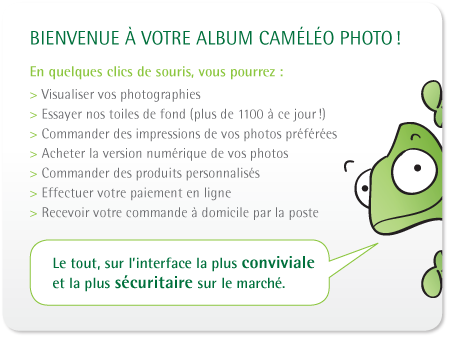 BIENVENUE À VOTRE ALBUM CAMÉLÉO PHOTO !
En quelques clics de souris, vous pourrez :
> Visualiser vos photographies
> Essayer nos toiles de fond (plus de 1100 à ce jour !)
> Commander des impressions de vos photos préférées
> Acheter la version numérique de vos photos
> Commander des produits personnalisés
> Effectuer votre paiement en ligne
> Recevoir votre commande à domicile par la poste
Le tout, sur l'interface la plus conviviale
et la plus sécuritaire sur le marché.